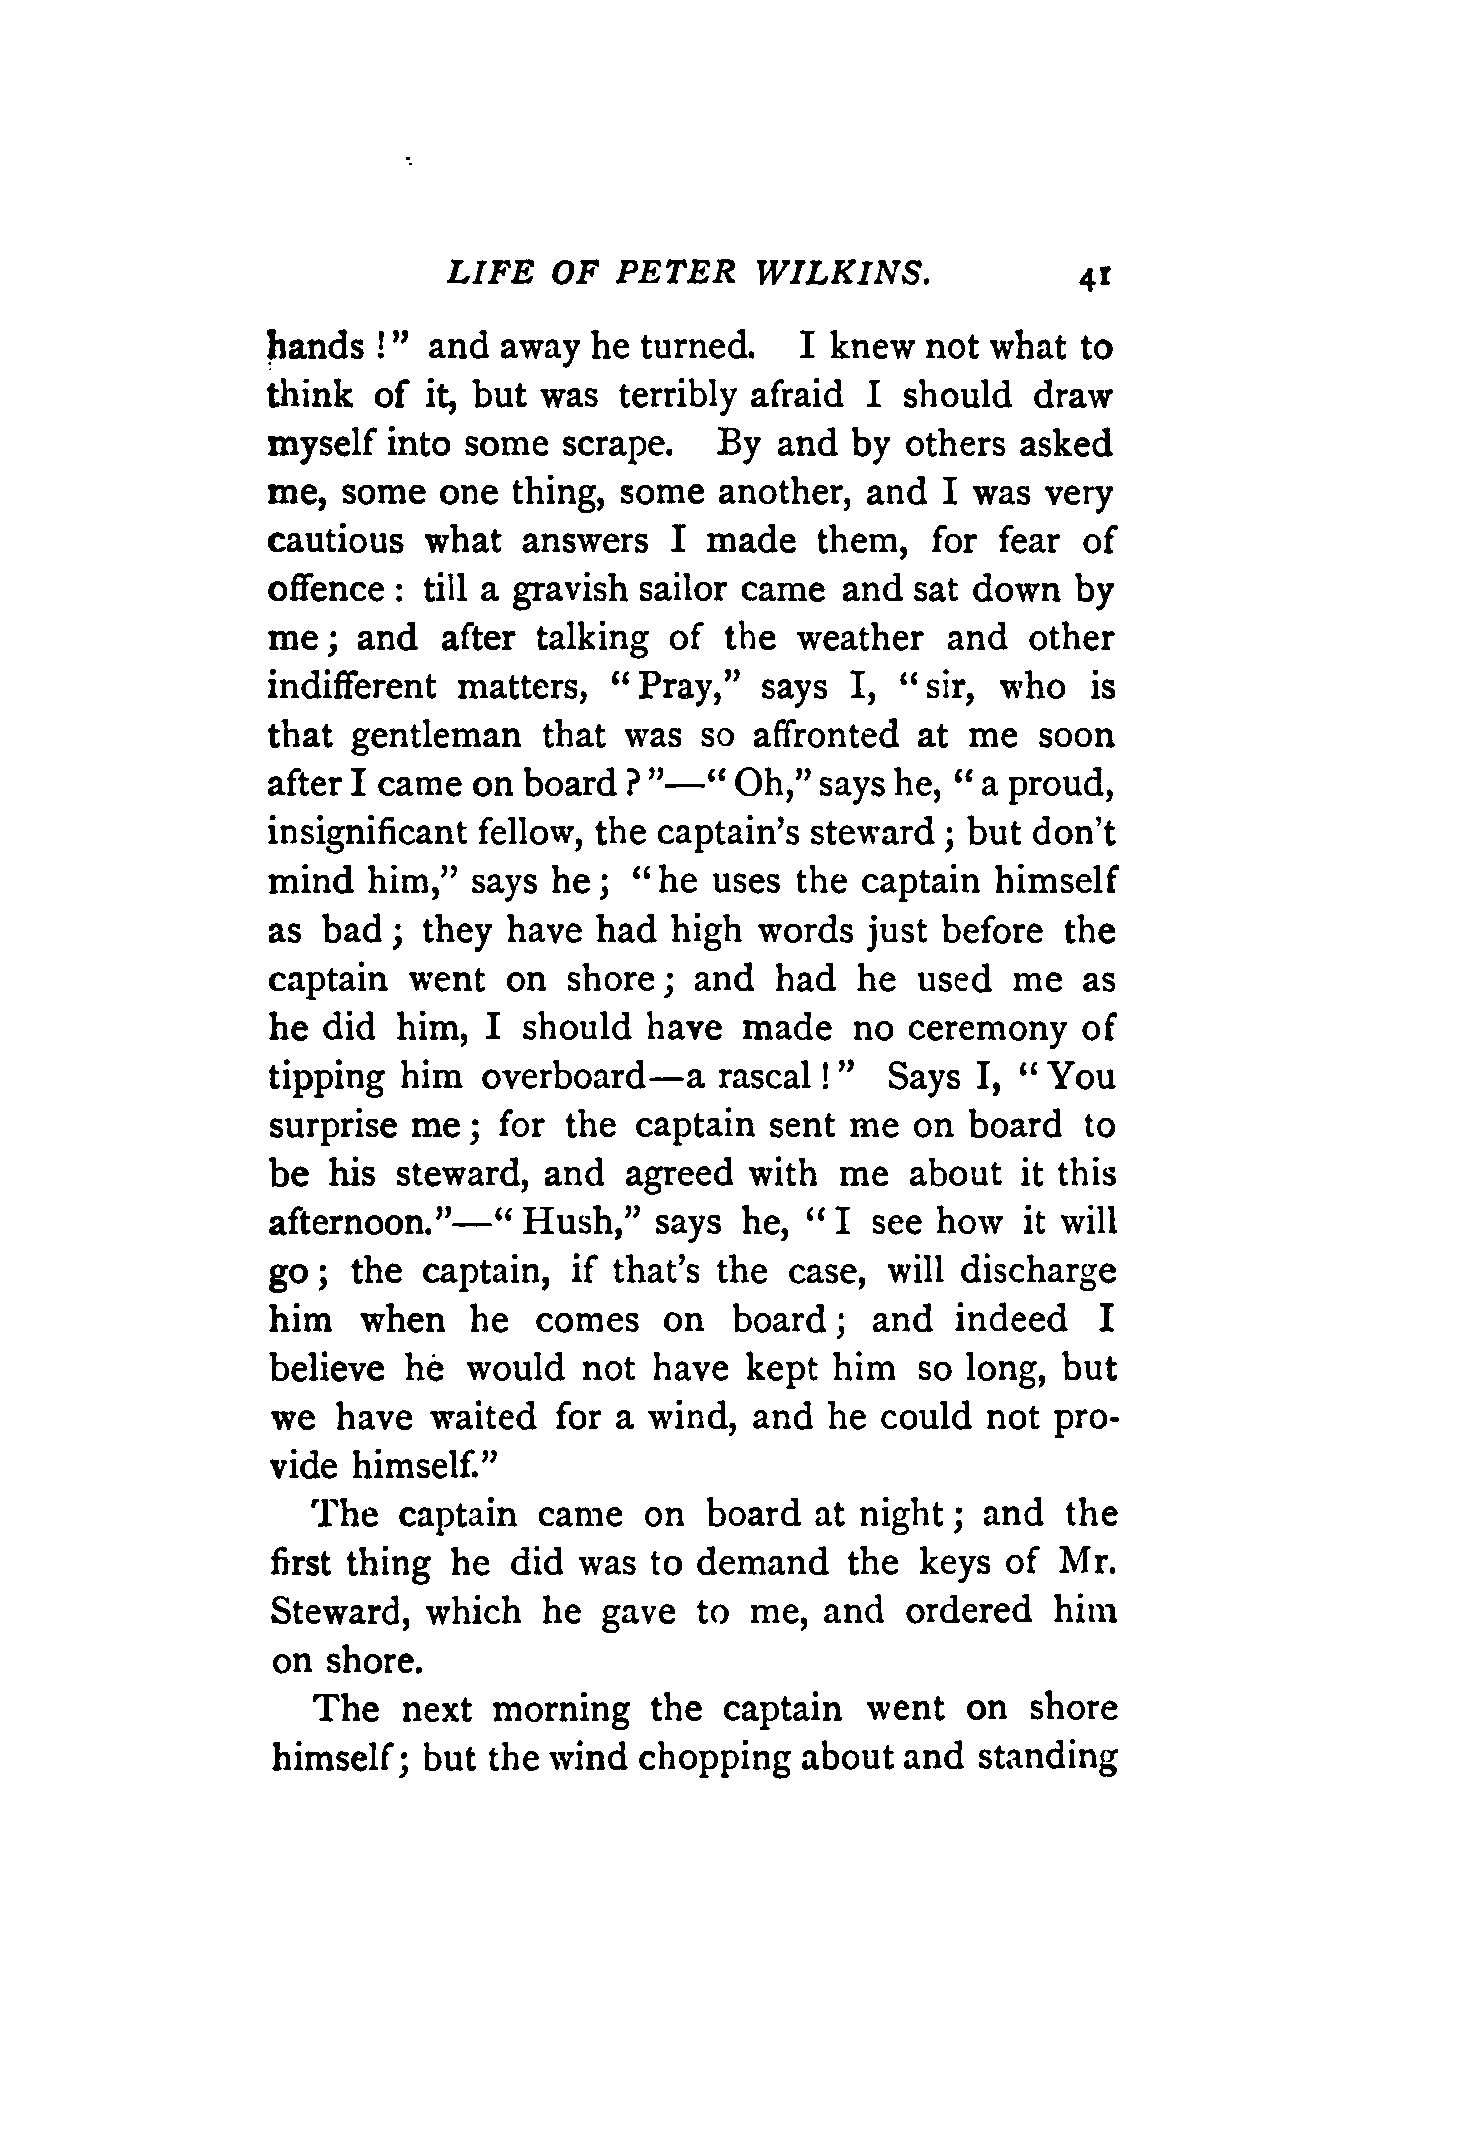 LIFE OF PETER WILKINS. 41
hands!" and away he turned. I knew not what to
think of it, but was terribly afraid I should draw
myself into some scrape. By and by others asked
me, some one thing, some another, and I was very
cautious what answers I made them, for fear of
offence: till a gravish sailor came and sat down by
me; and after talking of the weather and other
indifferent matters, "Pray," says I, "sir, who is
that gentleman that was so affronted at me soon
after I came on board?"—"Oh," says he, "a proud,
insignificant fellow, the captain's steward; but don't
mind him," says he; "he uses the captain himself
as bad; they have had high words just before the
captain went on shore; and had he used me as
he did him, I should have made no ceremony of
tipping him overboard—a rascal!" Says I, "You
surprise me; for the captain sent me on board to
be his steward, and agreed with me about it this
afternoon."—"Hush," says he, "I see how it will
go; the captain, if that's the case, will discharge
him when he comes on board; and indeed I
believe he would not have kept him so long, but
we have waited for a wind, and he could not pro-
vide himself."
The captain came on board at night; and the
first thing he did was to demand the keys of Mr.
Steward, which he gave to me, and ordered him
on shore.
The next morning the captain went on shore
himself; but the wind chopping about and standing